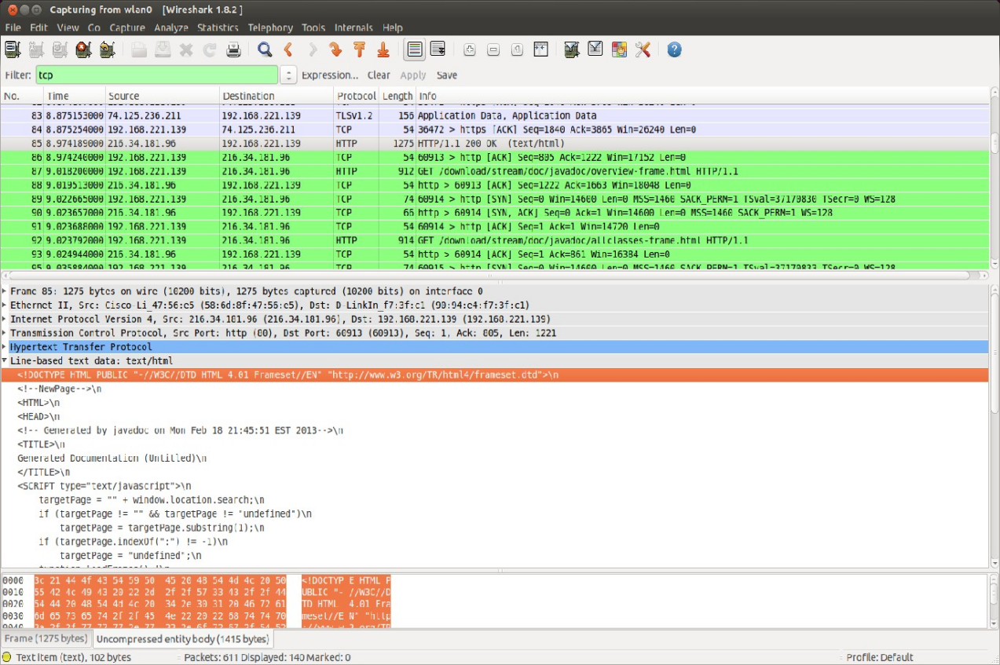 Capturing from wlan0 [Wireshark 1.8.2 ]
File Edit View Go Capture Analyze Statistics Telephony Tools Internals Help
Filter: tcp Expression... Clear Apply Save
No. Time Source Destination Protocol Length Info
83 8.875153000 74.125.236.211 192.168.221.139 TLSv1.2 156 Application Data, Application Data
84 8.875254000 192.168.221.139 74.125.236.211 TCP 54 36472 > https [ACK] Seq=1840 Ack=3865 Win=26240 Len=0
85 8.974189000 216.34.181.96 192.168.221.139 HTTP 1275 HTTP/1.1 200 OK (text/html)
86 8.974240000 192.168.221.139 216.34.181.96 TCP 54 60913 > http [ACK] Seq=805 Ack=1222 Win=17152 Len=0
87 9.018200000 192.168.221.139 216.34.181.96 HTTP 912 GET /download/stream/doc/javadoc/overview-frame.html HTTP/1.1
88 9.019513000 216.34.181.96 192.168.221.139 TCP 54 http > 60913 [ACK] Seq=1222 Ack=1663 Win=18048 Len=0
89 9.022665000 192.168.221.139 216.34.181.96 TCP 74 60914 > http [SYN] Seq=0 Win=14600 Len=0 MSS=1460 SACK_PERM=1 TSval=37170830 TSecr=0 WS=128
90 9.023657000 216.34.181.96 192.168.221.139 TCP 66 http > 60914 [SYN, ACK] Seq=0 Ack=1 Win=14600 Len=0 MSS=1460 SACK_PERM=1 WS=128
91 9.023688000 192.168.221.139 216.34.181.96 TCP 54 60914 > http [ACK] Seq=1 Ack=1 Win=14720 Len=0
92 9.023792000 192.168.221.139 216.34.181.96 HTTP 914 GET /download/stream/doc/javadoc/allclasses-frame.html HTTP/1.1
93 9.024944000 216.34.181.96 192.168.221.139 TCP 54 http > 60914 [ACK] Seq=1 Ack=861 Win=16384 Len=0
95 9.035884000 192.168.221.139 216.34.181.96 TCP 74 60915 > http [SYN] Seq=0 Win=14600 Len=0 MSS=1460 SACK_PERM=1 TSval=37170833 TSecr=0 WS=128
Frame 85: 1275 bytes on wire (10200 bits), 1275 bytes captured (10200 bits) on interface 0
Ethernet II, Src: Cisco-Li_47:56:e5 (58:6d:8f:47:56:e5), Dst: D-LinkIn_f7:3f:c1 (90:94:e4:f7:3f:c1)
Internet Protocol Version 4, Src: 216.34.181.96 (216.34.181.96), Dst: 192.168.221.139 (192.168.221.139)
Transmission Control Protocol, Src Port: http (80), Dst Port: 60913 (60913), Seq: 1, Ack: 805, Len: 1221
Hypertext Transfer Protocol
Line-based text data: text/html
<!DOCTYPE HTML PUBLIC "-//W3C//DTD HTML 4.01 Frameset//EN" "http://www.w3.org/TR/html4/frameset.dtd">\n
<!--NewPage-->\n
<HTML>\n
<HEAD>\n
<!-- Generated by javadoc on Mon Feb 18 21:45:51 EST 2013-->\n
<TITLE>\n
Generated Documentation (Untitled)\n
</TITLE>\n
<SCRIPT type="text/javascript">\n
targetPage = "" + window.location.search;\n
if (targetPage != "" && targetPage != "undefined")\n
targetPage = targetPage.substring(1);\n
if (targetPage.indexOf(":") != -1)\n
targetPage = "undefined";\n
0000 3c 21 44 4f 43 54 59 50 45 20 48 54 4d 4c 20 50 <!DOCTYP E HTML P
0010 55 42 4c 49 43 20 22 2d 2f 2f 57 33 43 2f 2f 44 UBLIC "- //W3C//D
0020 54 44 20 48 54 4d 4c 20 34 2e 30 31 20 46 72 61 TD HTML 4.01 Fra
0030 6d 65 73 65 74 2f 2f 45 4e 22 20 22 68 74 74 70 meset//E N" "http
Frame (1275 bytes) Uncompressed entity body (1415 bytes)
Text item (text), 102 bytes Packets: 611 Displayed: 140 Marked: 0 Profile: Default